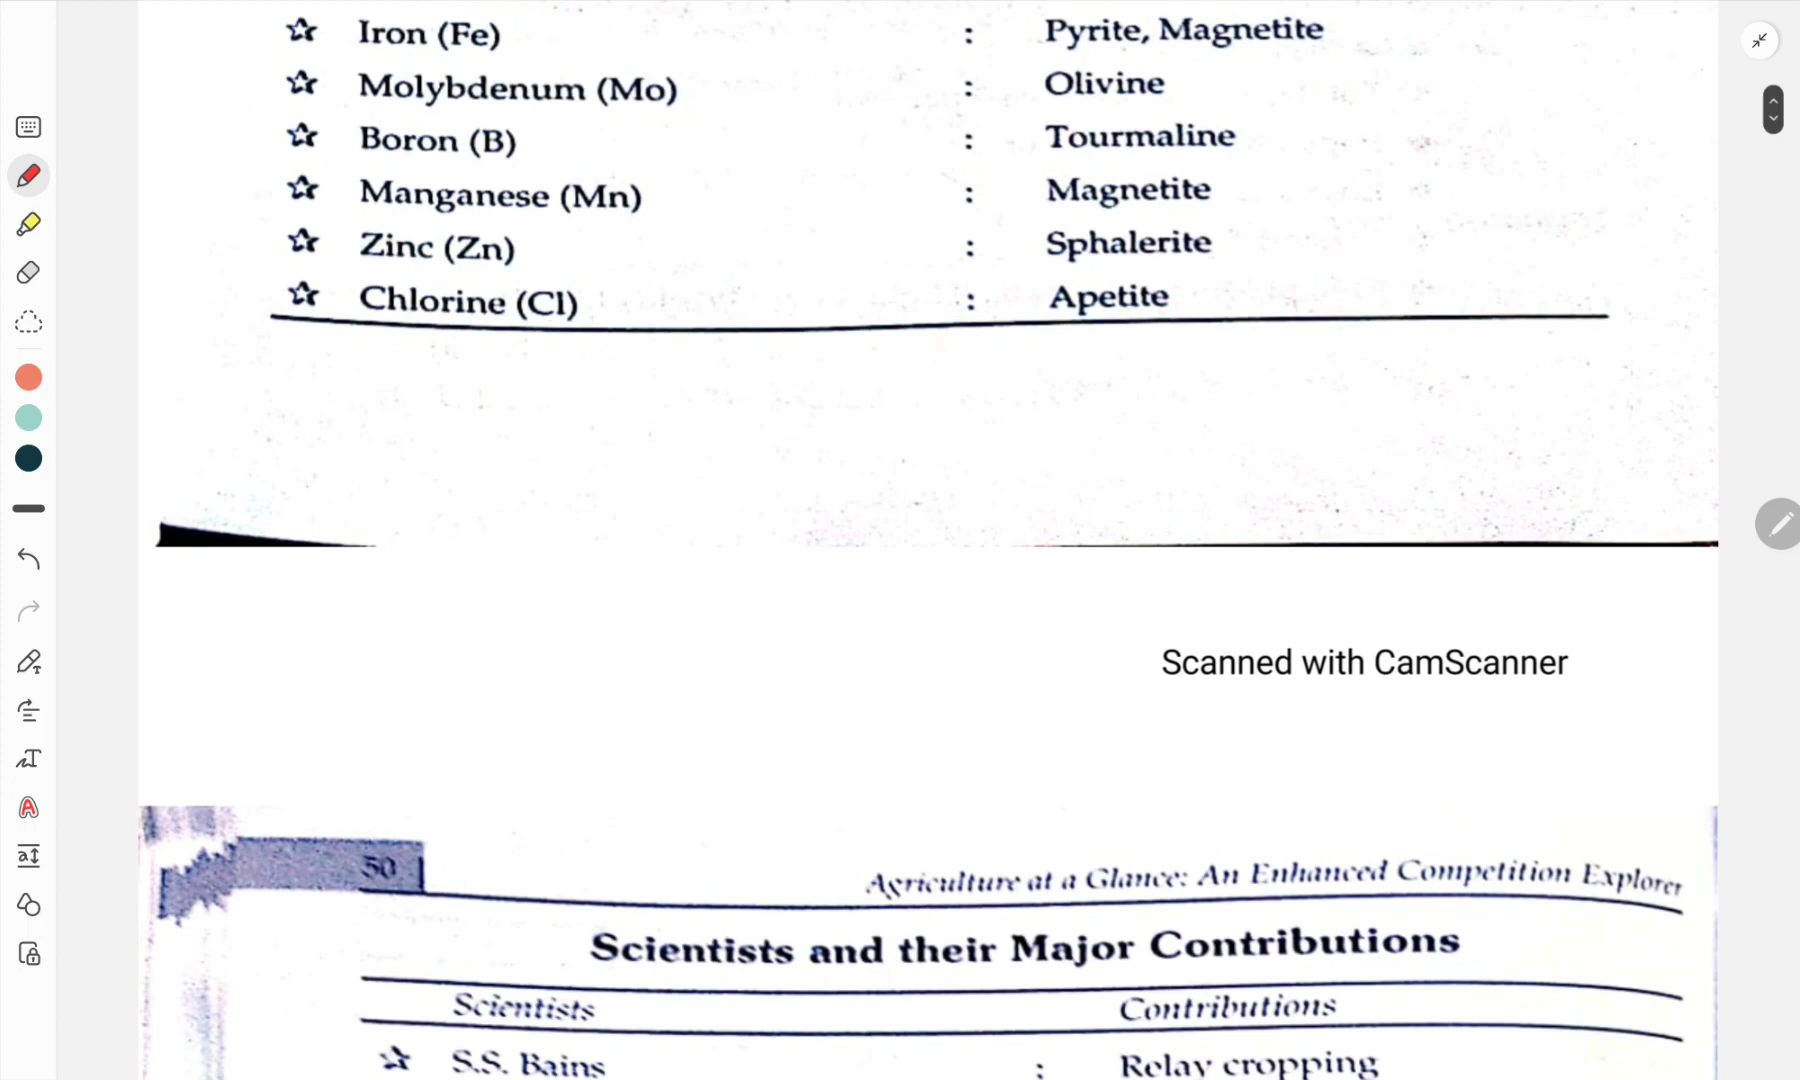 Iron (Fe) : Pyrite, Magnetite
Molybdenum (Mo) : Olivine
Boron (B) : Tourmaline
Manganese (Mn) : Magnetite
Zinc (Zn) : Sphalerite
Chlorine (Cl) : Apetite
Scanned with CamScanner
50
Agriculture at a Glance: An Enhanced Competition Explorer
Scientists and their Major Contributions
Scientists Contributions
S.S. Bains : Relay cropping